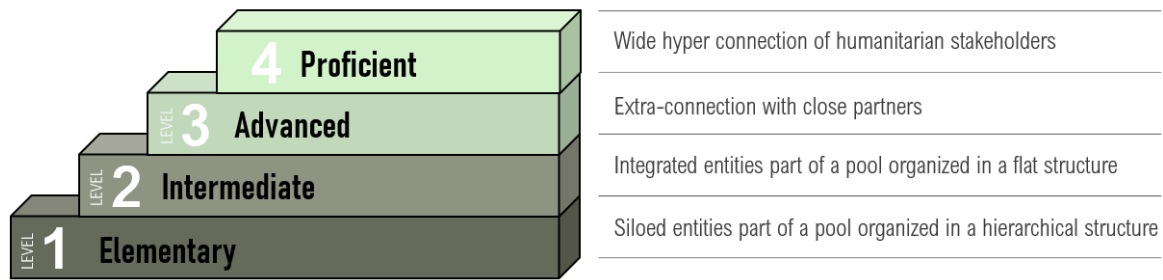 4 Proficient
Wide hyper connection of humanitarian stakeholders
LEVEL 3 Advanced
Extra-connection with close partners
LEVEL 2 Intermediate
Integrated entities part of a pool organized in a flat structure
LEVEL 1 Elementary
Siloed entities part of a pool organized in a hierarchical structure